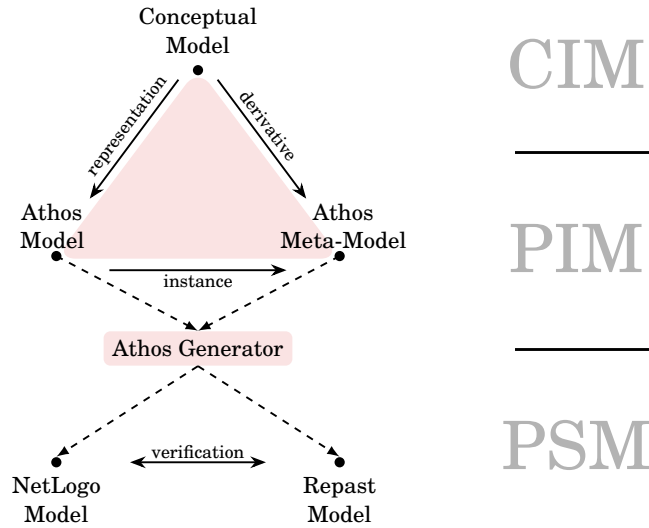 Conceptual
Model
CIM
representation
derivative
Athos
Model
Athos
Meta-Model
PIM
instance
Athos Generator
PSM
verification
NetLogo
Model
Repast
Model